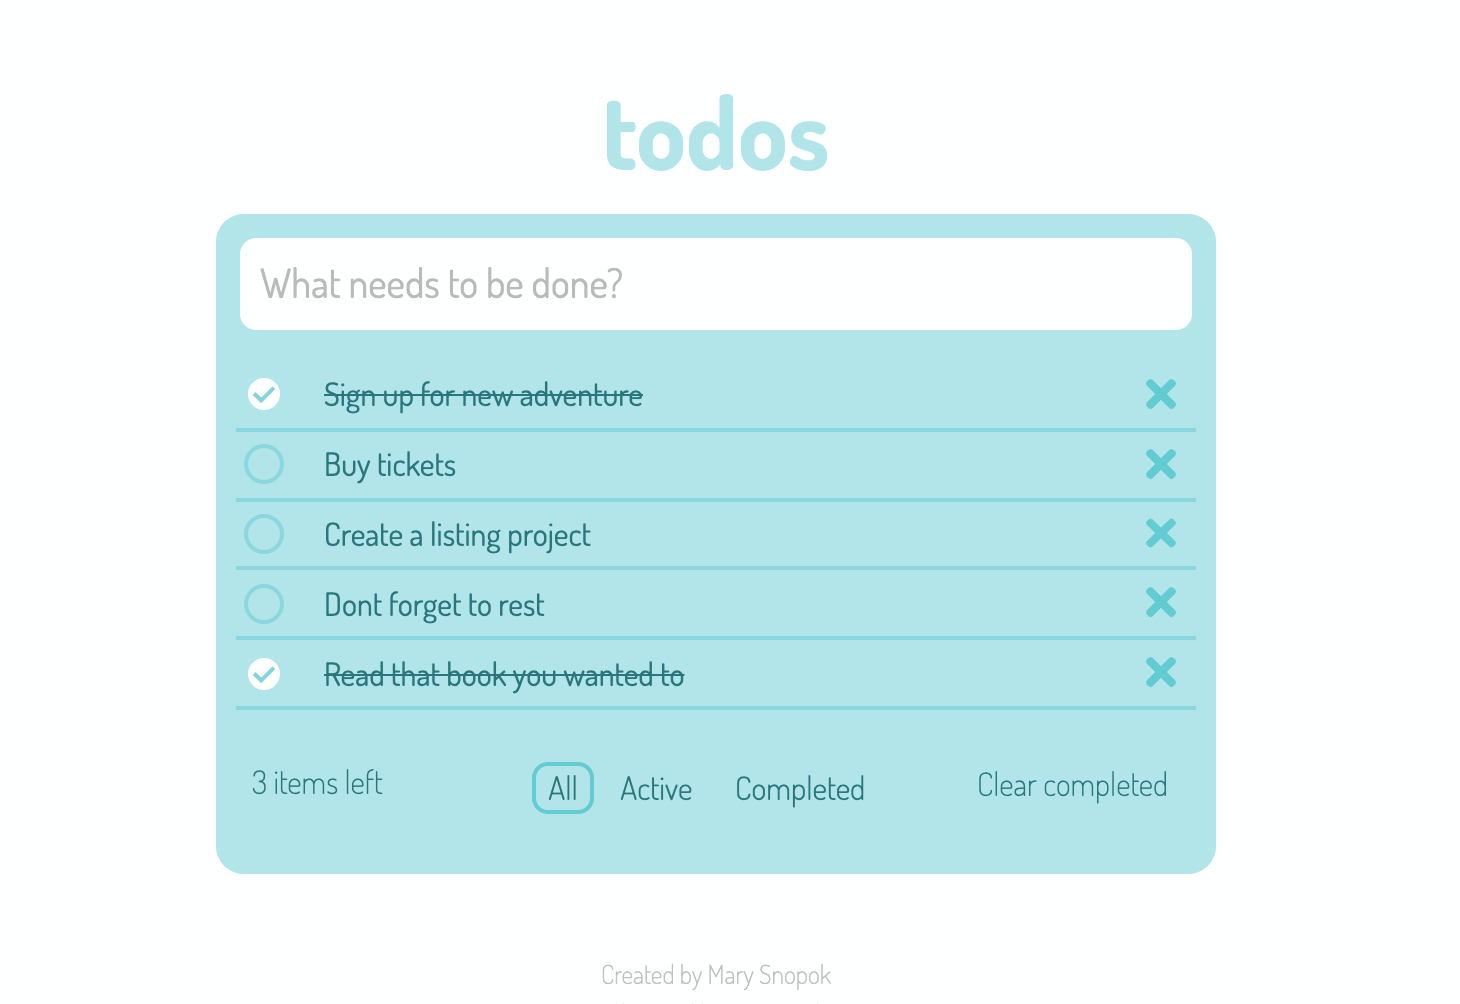 todos
What needs to be done?
Sign up for new adventure
Buy tickets
Create a listing project
Dont forget to rest
Read that book you wanted to
3 items left All Active Completed Clear completed
Created by Mary Snopok